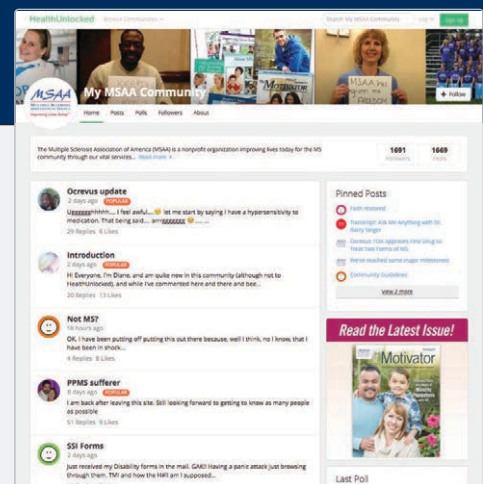 HealthUnlocked
Browse Communities
Search My MSAA Community
Log in
Sign up
MSAA
My MSAA Community
MSAA has
FREEDOM
Follow
Home Posts Polls Followers About
The Multiple Sclerosis Association of America (MSAA) is a nonprofit organization improving lives today for the MS
community through our vital services... Read more
1691
1669
Ocrevus update
2 days ago POPULAR
Uggggghhhhh.... I feel awful.... let me start by saying I have a hypersensitivity to
medication. That being said.... arrrgggggg ... .....
29 Replies 6 Likes
Introduction
2 days ago POPULAR
Hi Everyone, I'm Diane, and am quite new in this community (although not to
HealthUnlocked), and while I've commented here and there and bee...
20 Replies 13 Likes
Not MS?
18 hours ago
OK, I have been putting off putting this out there because, well I think, no I know, that I
have been in shock...
4 Replies 8 Likes
PPMS sufferer
8 days ago POPULAR
I am back after leaving this site. Still looking forward to getting to know as many people
as possible
51 Replies 9 Likes
SSI Forms
2 days ago
Just received my Disability forms in the mail. GAK!! Having a panic attack just browsing
through them. TMI and how the Hi#l am I supposed...
Pinned Posts
Faith restored
Transcript: Ask Me Anything with Dr.
Barry Singer
Ocrevus: FDA Approves First Drug to
Treat Two Forms of MS
We've reached some major milestones!
Community Guidelines
View 2 more
Read the Latest Issue!
Motivator
Last Poll